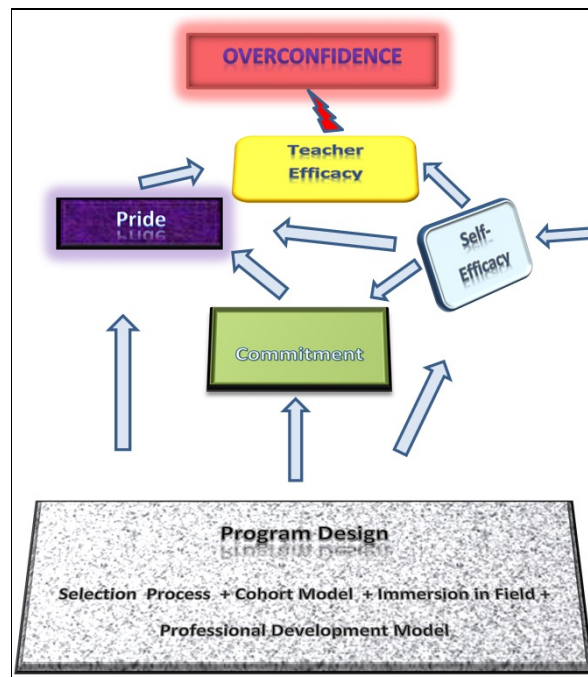 OVERCONFIDENCE
Teacher
Efficacy
Pride
Self-
Efficacy
Commitment
Program Design
Selection Process + Cohort Model + Immersion in Field +
Professional Development Model